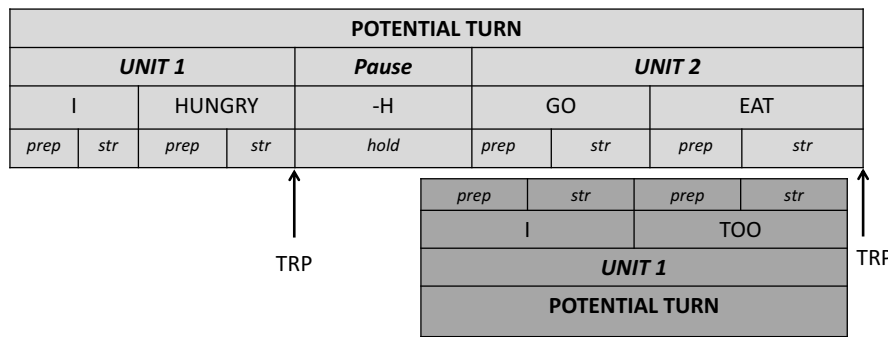 POTENTIAL TURN
UNIT 1 Pause UNIT 2
I HUNGRY -H GO EAT
prep str prep str hold prep str prep str
prep str prep str
I TOO
TRP TRP
UNIT 1
POTENTIAL TURN